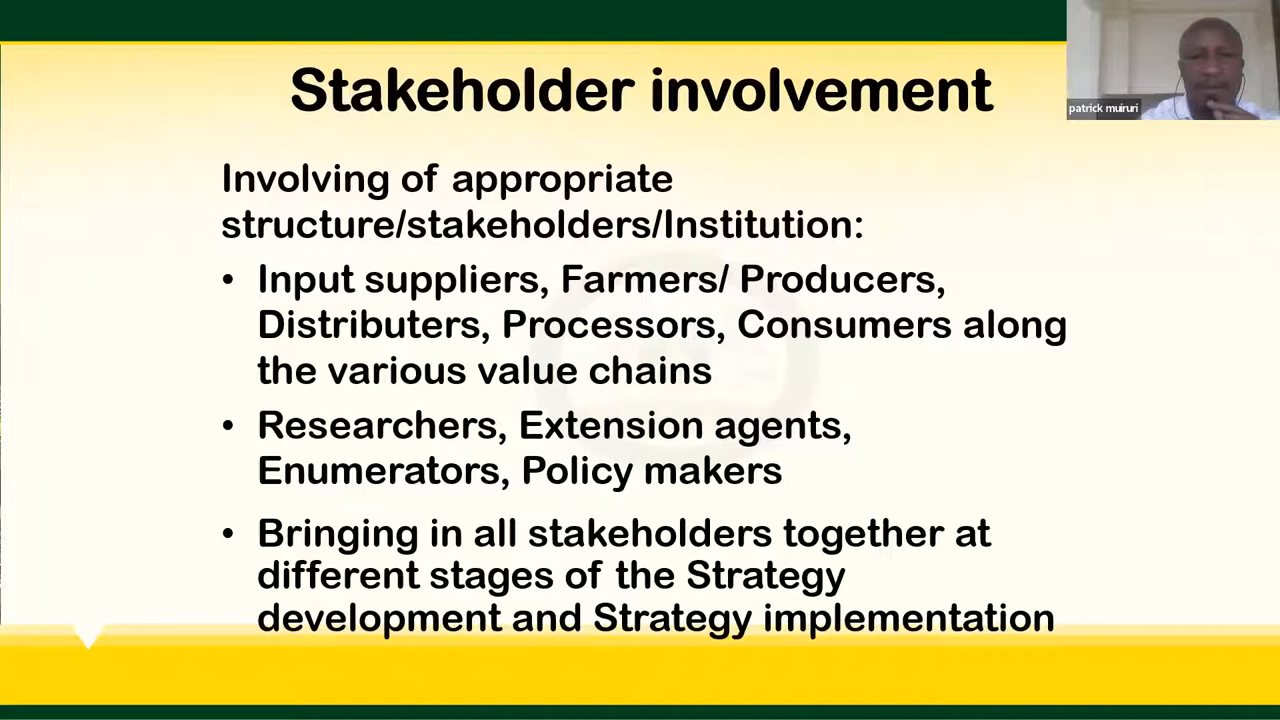 Stakeholder involvement
patrick muiruri
Involving of appropriate
structure/stakeholders/Institution:
• Input suppliers, Farmers/ Producers,
Distributers, Processors, Consumers along
the various value chains
• Researchers, Extension agents,
Enumerators, Policy makers
• Bringing in all stakeholders together at
different stages of the Strategy
development and Strategy implementation